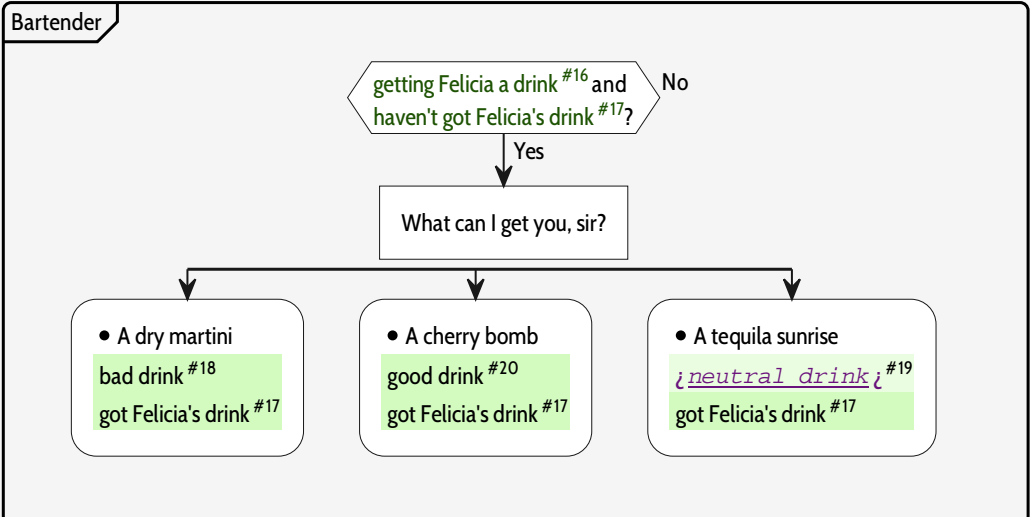 Bartender
getting Felicia a drink #16 and
haven't got Felicia's drink #17?
No
Yes
What can I get you, sir?
• A dry martini
bad drink #18
got Felicia's drink #17
• A cherry bomb
good drink #20
got Felicia's drink #17
• A tequila sunrise
¿neutral drink¿ #19
got Felicia's drink #17